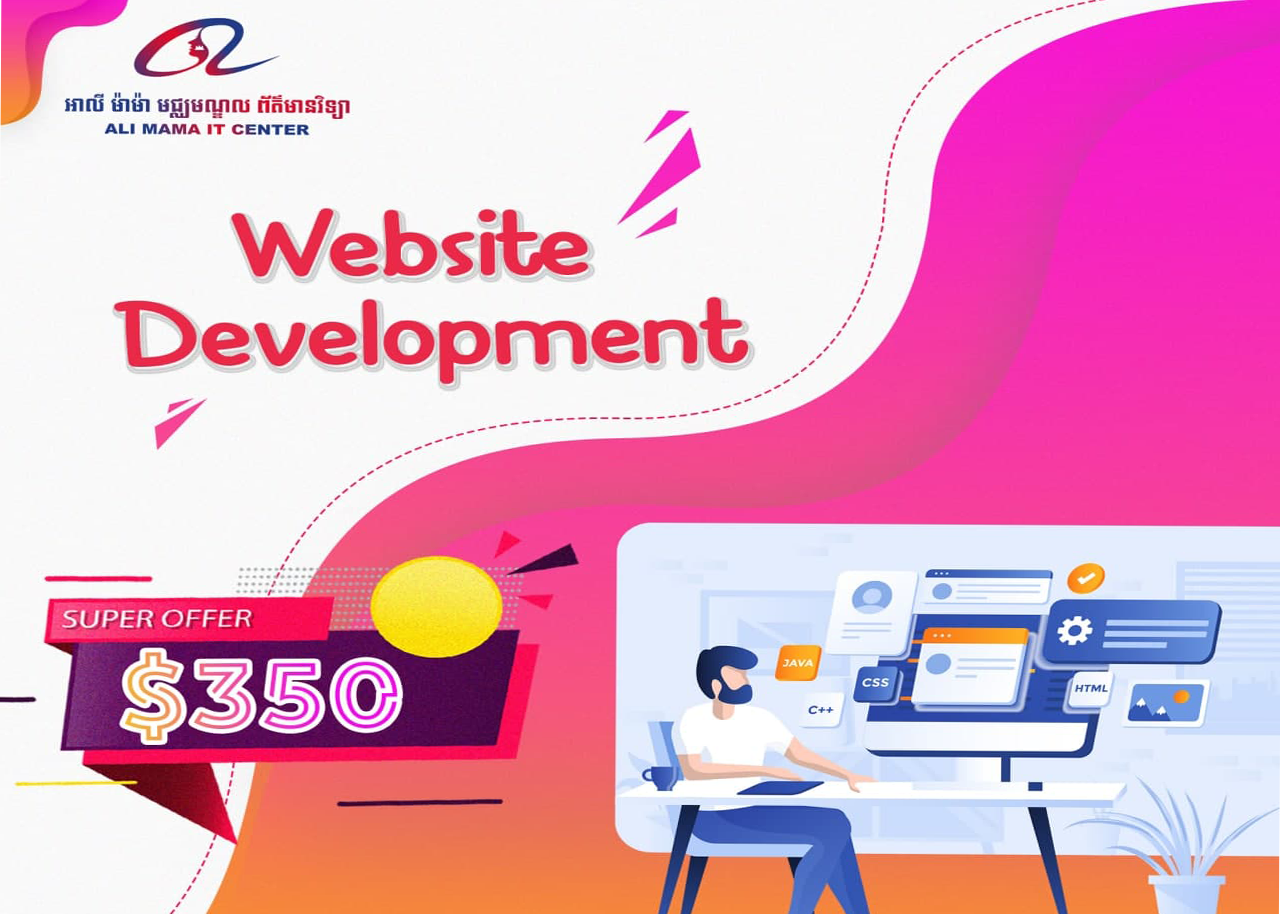 អាលី ម៉ាម៉ា មជ្ឈមណ្ឌល ព័ត៌មានវិទ្យា
ALI MAMA IT CENTER
Website
Development
SUPER OFFER
$350
JAVA
CSS
C++
HTML